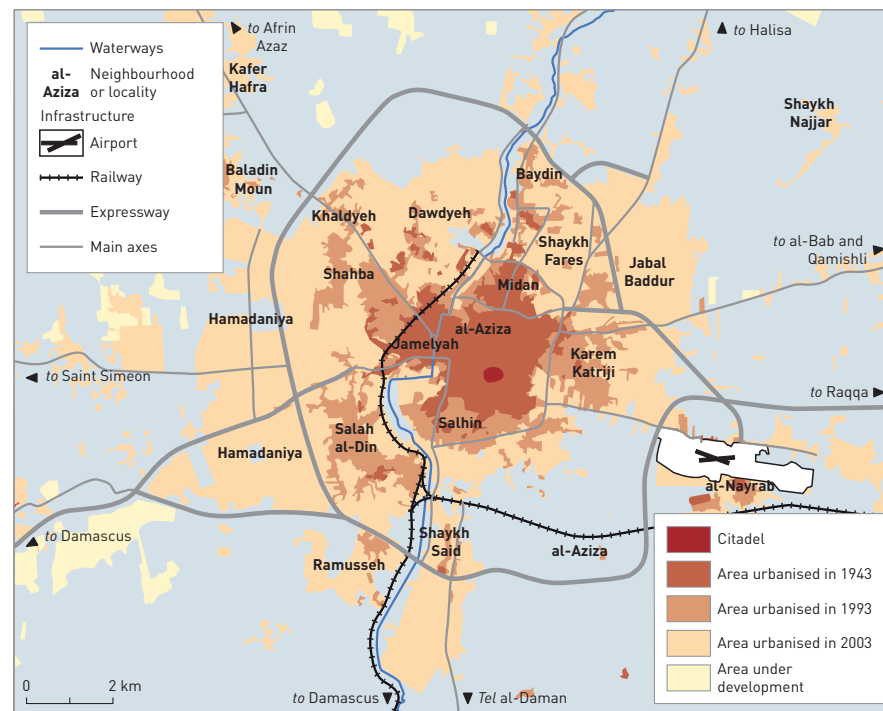 Waterways
al-
Aziza
Neighbourhood
or locality
Infrastructure
Airport
Railway
Expressway
Main axes
to Afrin
Azaz
Kafer
Hafra
to Halisa
Shaykh
Najjar
Baladin
Moun
Baydin
Khaldyeh
Dawdyeh
Shaykh
Fares
to al-Bab and
Qamishli
Shahba
Jabal
Baddur
Midan
Hamadaniya
al-Aziza
Jamelyah
Karem
Katriji
to Saint Simeon
to Raqqa
Salhin
Salah
al-Din
Hamadaniya
al-Nayrab
to Damascus
Shaykh
Said
al-Aziza
Ramusseh
Citadel
Area urbanised in 1943
Area urbanised in 1993
Area urbanised in 2003
Area under
development
0 2 km
to Damascus
Tel al-Daman